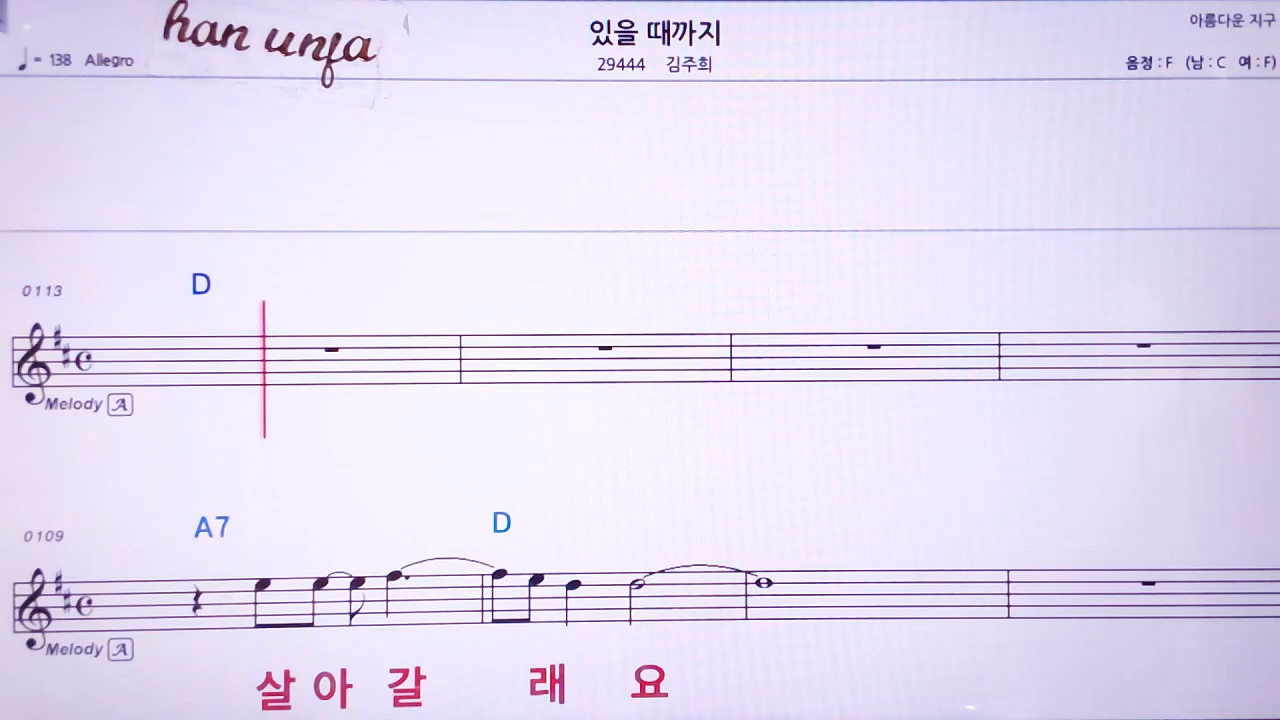 han unfa
있을 때까지
아름다운 지구
= 138 Allegro
29444 김주희
음정 : F (남 : C 여 : F)
D
0113
Melody A
A7 D
0109
Melody A
살 아 갈 래 요